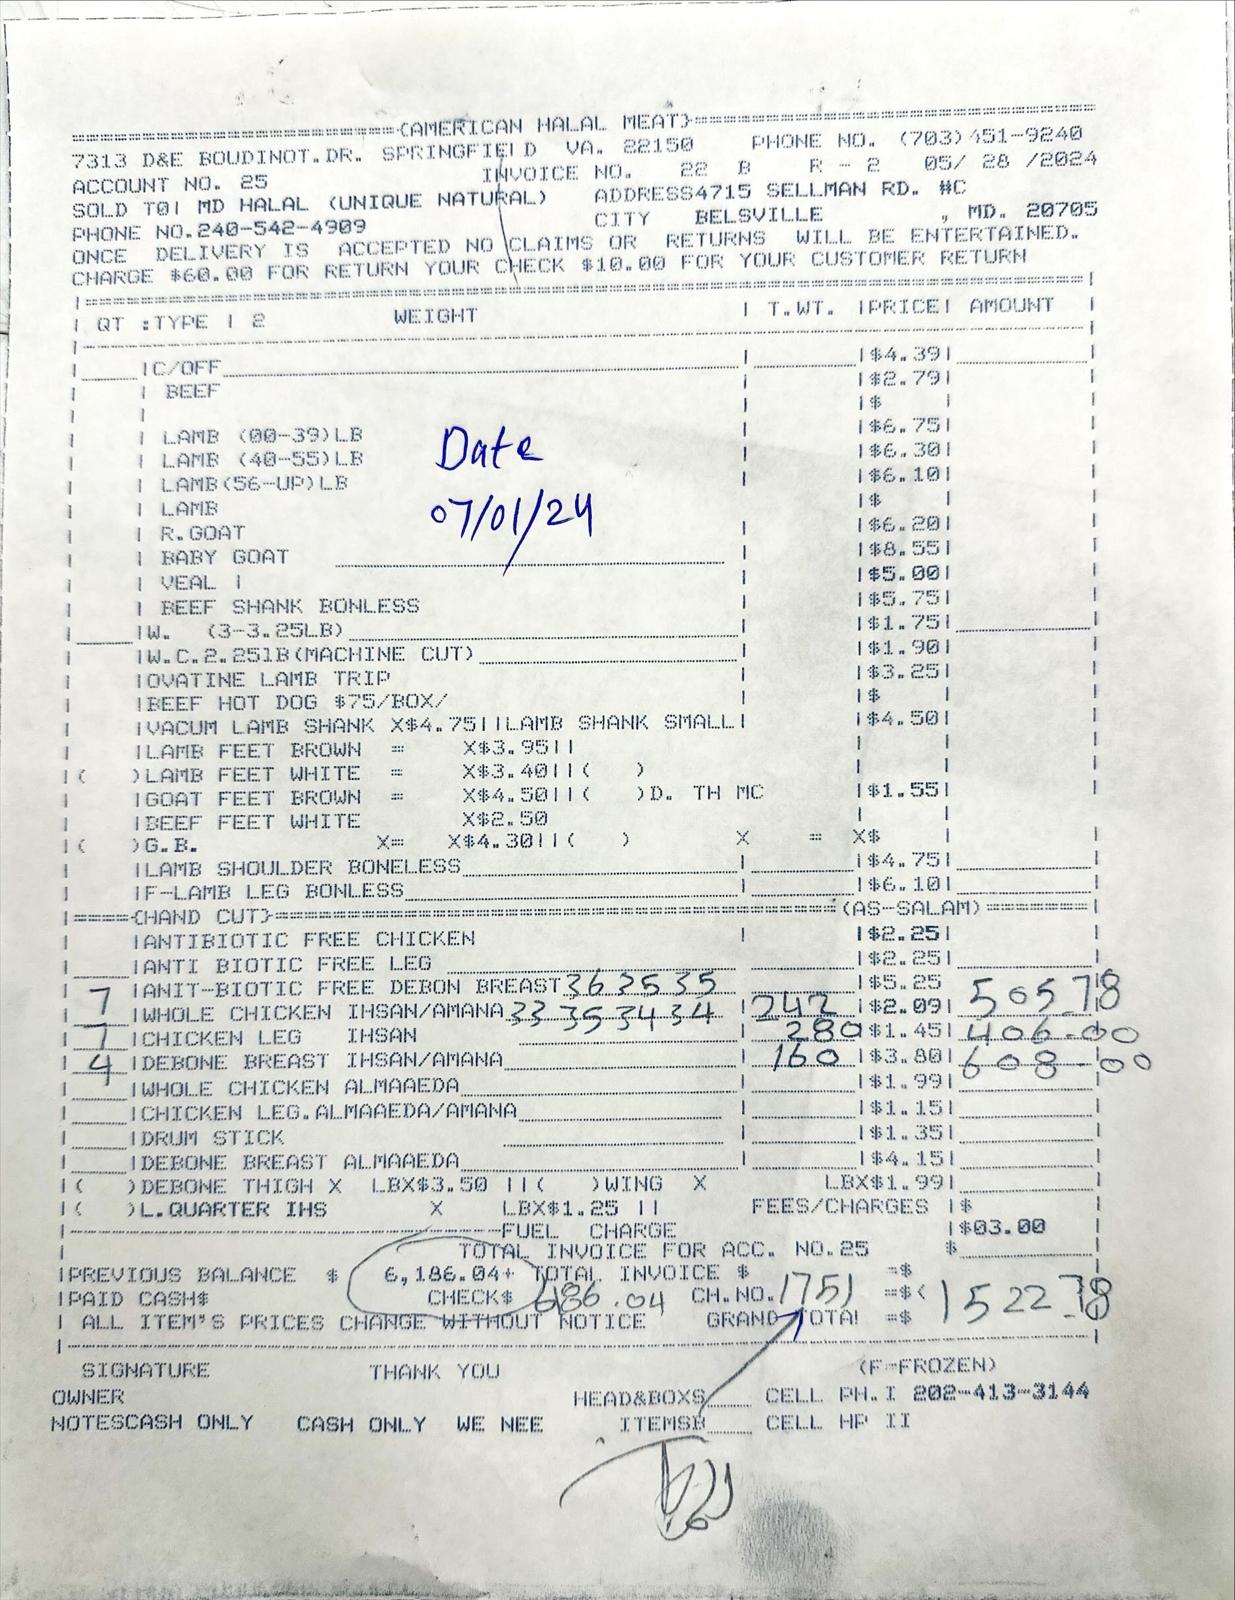 {AMERICAN HALAL MEAT}
7313 D&E BOUDINOT.DR. SPRINGFIELD VA. 22150 PHONE NO. (703)451-9240
INVOICE NO. 22 B R - 2 05/ 28 /2024
ACCOUNT NO. 25
SOLD TO| MD HALAL (UNIQUE NATURAL) ADDRESS4715 SELLMAN RD. #C
PHONE NO.240-542-4909 CITY BELSVILLE , MD. 20705
ONCE DELIVERY IS ACCEPTED NO CLAIMS OR RETURNS WILL BE ENTERTAINED.
CHARGE $60.00 FOR RETURN YOUR CHECK $10.00 FOR YOUR CUSTOMER RETURN
| QT :TYPE | 2 WEIGHT | T.WT. |PRICE| AMOUNT |
|C/OFF |$4.39|
| BEEF |$2.79|
| |$ |
| LAMB (00-39)LB |$6.75|
| LAMB (40-55)LB |$6.30|
| LAMB(56-UP)LB |$6.10|
| LAMB |$ |
| R.GOAT |$6.20|
| BABY GOAT |$8.55|
| VEAL | |$5.00|
| BEEF SHANK BONLESS |$5.75|
Date
07/01/24
|W. (3-3.25LB) |$1.75|
|W.C.2.25lB(MACHINE CUT) |$1.90|
|OVATINE LAMB TRIP |$3.25|
|BEEF HOT DOG $75/BOX/ |$ |
|VACUM LAMB SHANK X$4.75||LAMB SHANK SMALL| |$4.50|
|LAMB FEET BROWN = X$3.95||
|( )LAMB FEET WHITE = X$3.40||( )
|GOAT FEET BROWN = X$4.50||( )D. TH MC |$1.55|
|BEEF FEET WHITE X$2.50
|( )G.B. X= X$4.30||( ) X = X$
|LAMB SHOULDER BONELESS |$4.75|
|F-LAMB LEG BONLESS |$6.10|
|===={HAND CUT}====(AS-SALAM)====|
|ANTIBIOTIC FREE CHICKEN |$2.25|
|ANTI BIOTIC FREE LEG |$2.25|
|ANIT-BIOTIC FREE DEBON BREAST 36 35 35 |$5.25
7 |WHOLE CHICKEN IHSAN/AMANA 33 35 34 34 242 |$2.09| 505.78
7 |CHICKEN LEG IHSAN 280 $1.45| 406.00
4 |DEBONE BREAST IHSAN/AMANA 160 |$3.80| 608-00
|WHOLE CHICKEN ALMAAEDA |$1.99|
|CHICKEN LEG.ALMAAEDA/AMANA |$1.15|
|DRUM STICK |$1.35|
|DEBONE BREAST ALMAAEDA |$4.15|
|( )DEBONE THIGH X LBX$3.50 ||( )WING X LBX$1.99|
|( )L.QUARTER IHS X LBX$1.25 || FEES/CHARGES |$
FUEL CHARGE |$03.00
TOTAL INVOICE FOR ACC. NO.25 $
|PREVIOUS BALANCE $ 6,186.04+ TOTAL INVOICE $ =$
|PAID CASH$ CHECK$ 6186.04 CH.NO. 1751 =$< 1522.78
| ALL ITEM'S PRICES CHANGE WITHOUT NOTICE GRAND TOTAl =$
SIGNATURE THANK YOU (F-FROZEN)
OWNER HEAD&BOXS CELL PH.I 202-413-3144
NOTESCASH ONLY CASH ONLY WE NEE ITEMSB CELL HP II